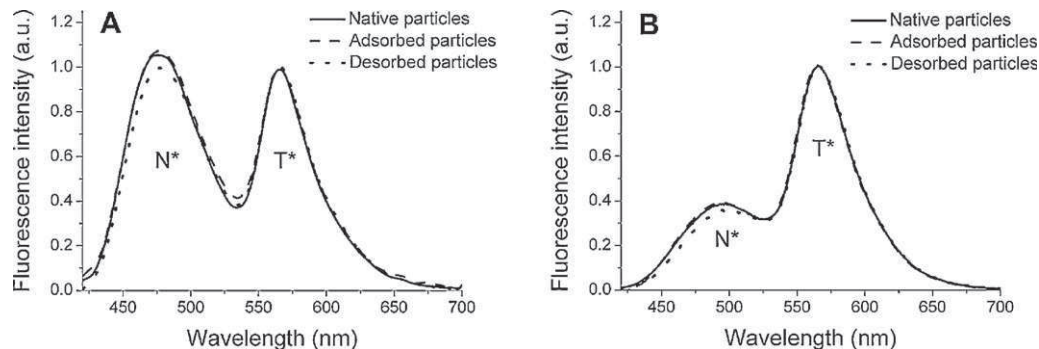 A
Native particles
Adsorbed particles
Desorbed particles
Fluorescence intensity (a.u.)
1.2
1.0
0.8
0.6
0.4
0.2
0.0
N*
T*
450 500 550 600 650 700
Wavelength (nm)
B
Native particles
Adsorbed particles
Desorbed particles
Fluorescence intensity (a.u.)
1.2
1.0
0.8
0.6
0.4
0.2
0.0
N*
T*
450 500 550 600 650 700
Wavelength (nm)